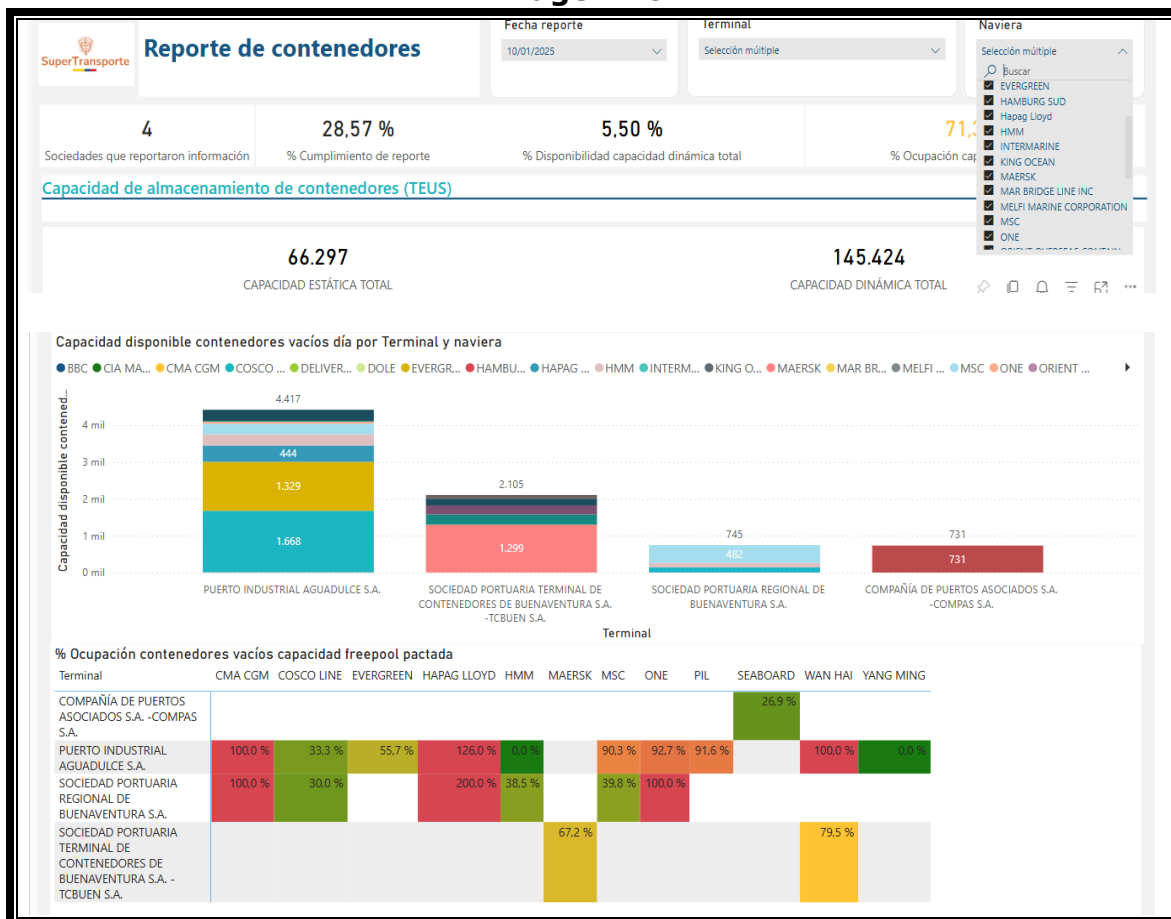 Fecha reporte
Terminal
Naviera
SuperTransporte
Reporte de contenedores
10/01/2025
Selección múltiple
Selección múltiple
Buscar
EVERGREEN
HAMBURG SUD
Hapag Lloyd
HMM
INTERMARINE
KING OCEAN
MAERSK
MAR BRIDGE LINE INC
MELFI MARINE CORPORATION
MSC
ONE
4
Sociedades que reportaron información
28,57 %
% Cumplimiento de reporte
5,50 %
% Disponibilidad capacidad dinámica total
% Ocupación
Capacidad de almacenamiento de contenedores (TEUS)
66.297
CAPACIDAD ESTÁTICA TOTAL
145.424
CAPACIDAD DINÁMICA TOTAL
Capacidad disponible contenedores vacíos día por Terminal y naviera
BBC CIA MA... CMA CGM COSCO ... DELIVER... DOLE EVERGR... HAMBU... HAPAG ... HMM INTERM... KING O... MAERSK MAR BR... MELFI ... MSC ONE ORIENT ...
Capacidad disponible contened...
4 mil
3 mil
2 mil
1 mil
0 mil
4.417
444
1.329
1.668
2.105
1.299
745
482
731
731
PUERTO INDUSTRIAL AGUADULCE S.A.
SOCIEDAD PORTUARIA TERMINAL DE
CONTENEDORES DE BUENAVENTURA S.A.
-TCBUEN S.A.
SOCIEDAD PORTUARIA REGIONAL DE
BUENAVENTURA S.A.
COMPAÑÍA DE PUERTOS ASOCIADOS S.A.
-COMPAS S.A.
Terminal
% Ocupación contenedores vacíos capacidad freepool pactada
Terminal CMA CGM COSCO LINE EVERGREEN HAPAG LLOYD HMM MAERSK MSC ONE PIL SEABOARD WAN HAI YANG MING
COMPAÑÍA DE PUERTOS
ASOCIADOS S.A. -COMPAS
S.A.
26,9 %
PUERTO INDUSTRIAL
AGUADULCE S.A.
100,0 % 33,3 % 55,7 % 126,0 % 0,0 % 90,3 % 92,7 % 91,6 % 100,0 % 0,0 %
SOCIEDAD PORTUARIA
REGIONAL DE
BUENAVENTURA S.A.
100,0 % 30,0 % 200,0 % 38,5 % 39,8 % 100,0 %
SOCIEDAD PORTUARIA
TERMINAL DE
CONTENEDORES DE
BUENAVENTURA S.A. -
TCBUEN S.A.
67,2 % 79,5 %